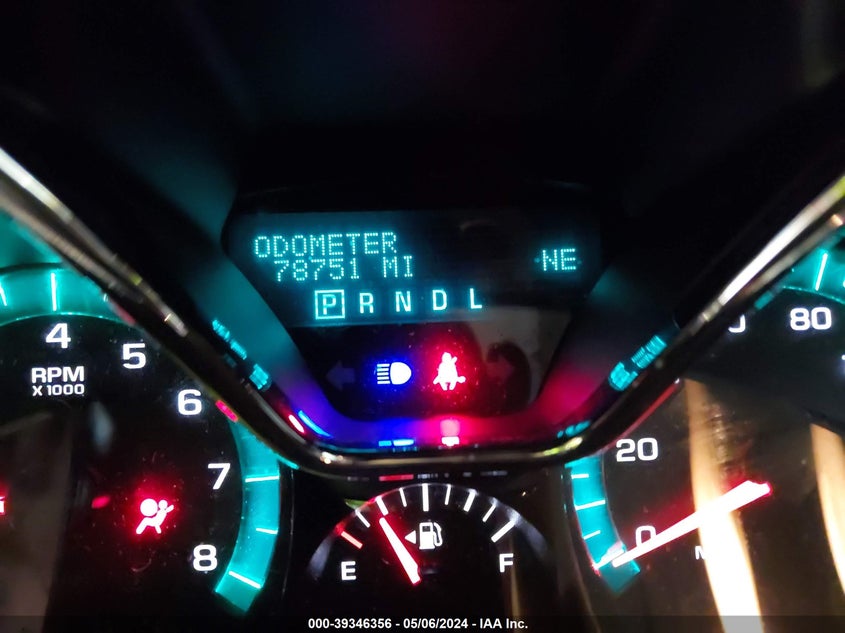 ODOMETER
78751 MI
NE
P R N D L
4
5
RPM
X 1000
6
7
8
80
20
0
E
F
000-39346356 - 05/06/2024 - IAA Inc.